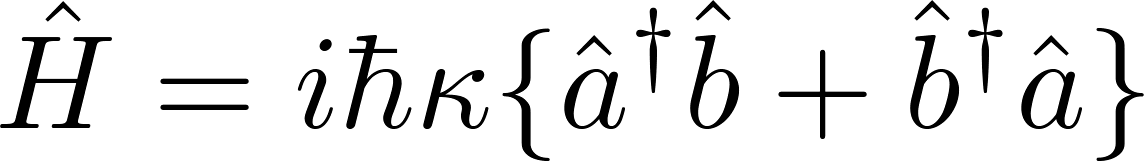 Ĥ = iℏκ{â†b̂ + b̂†â}